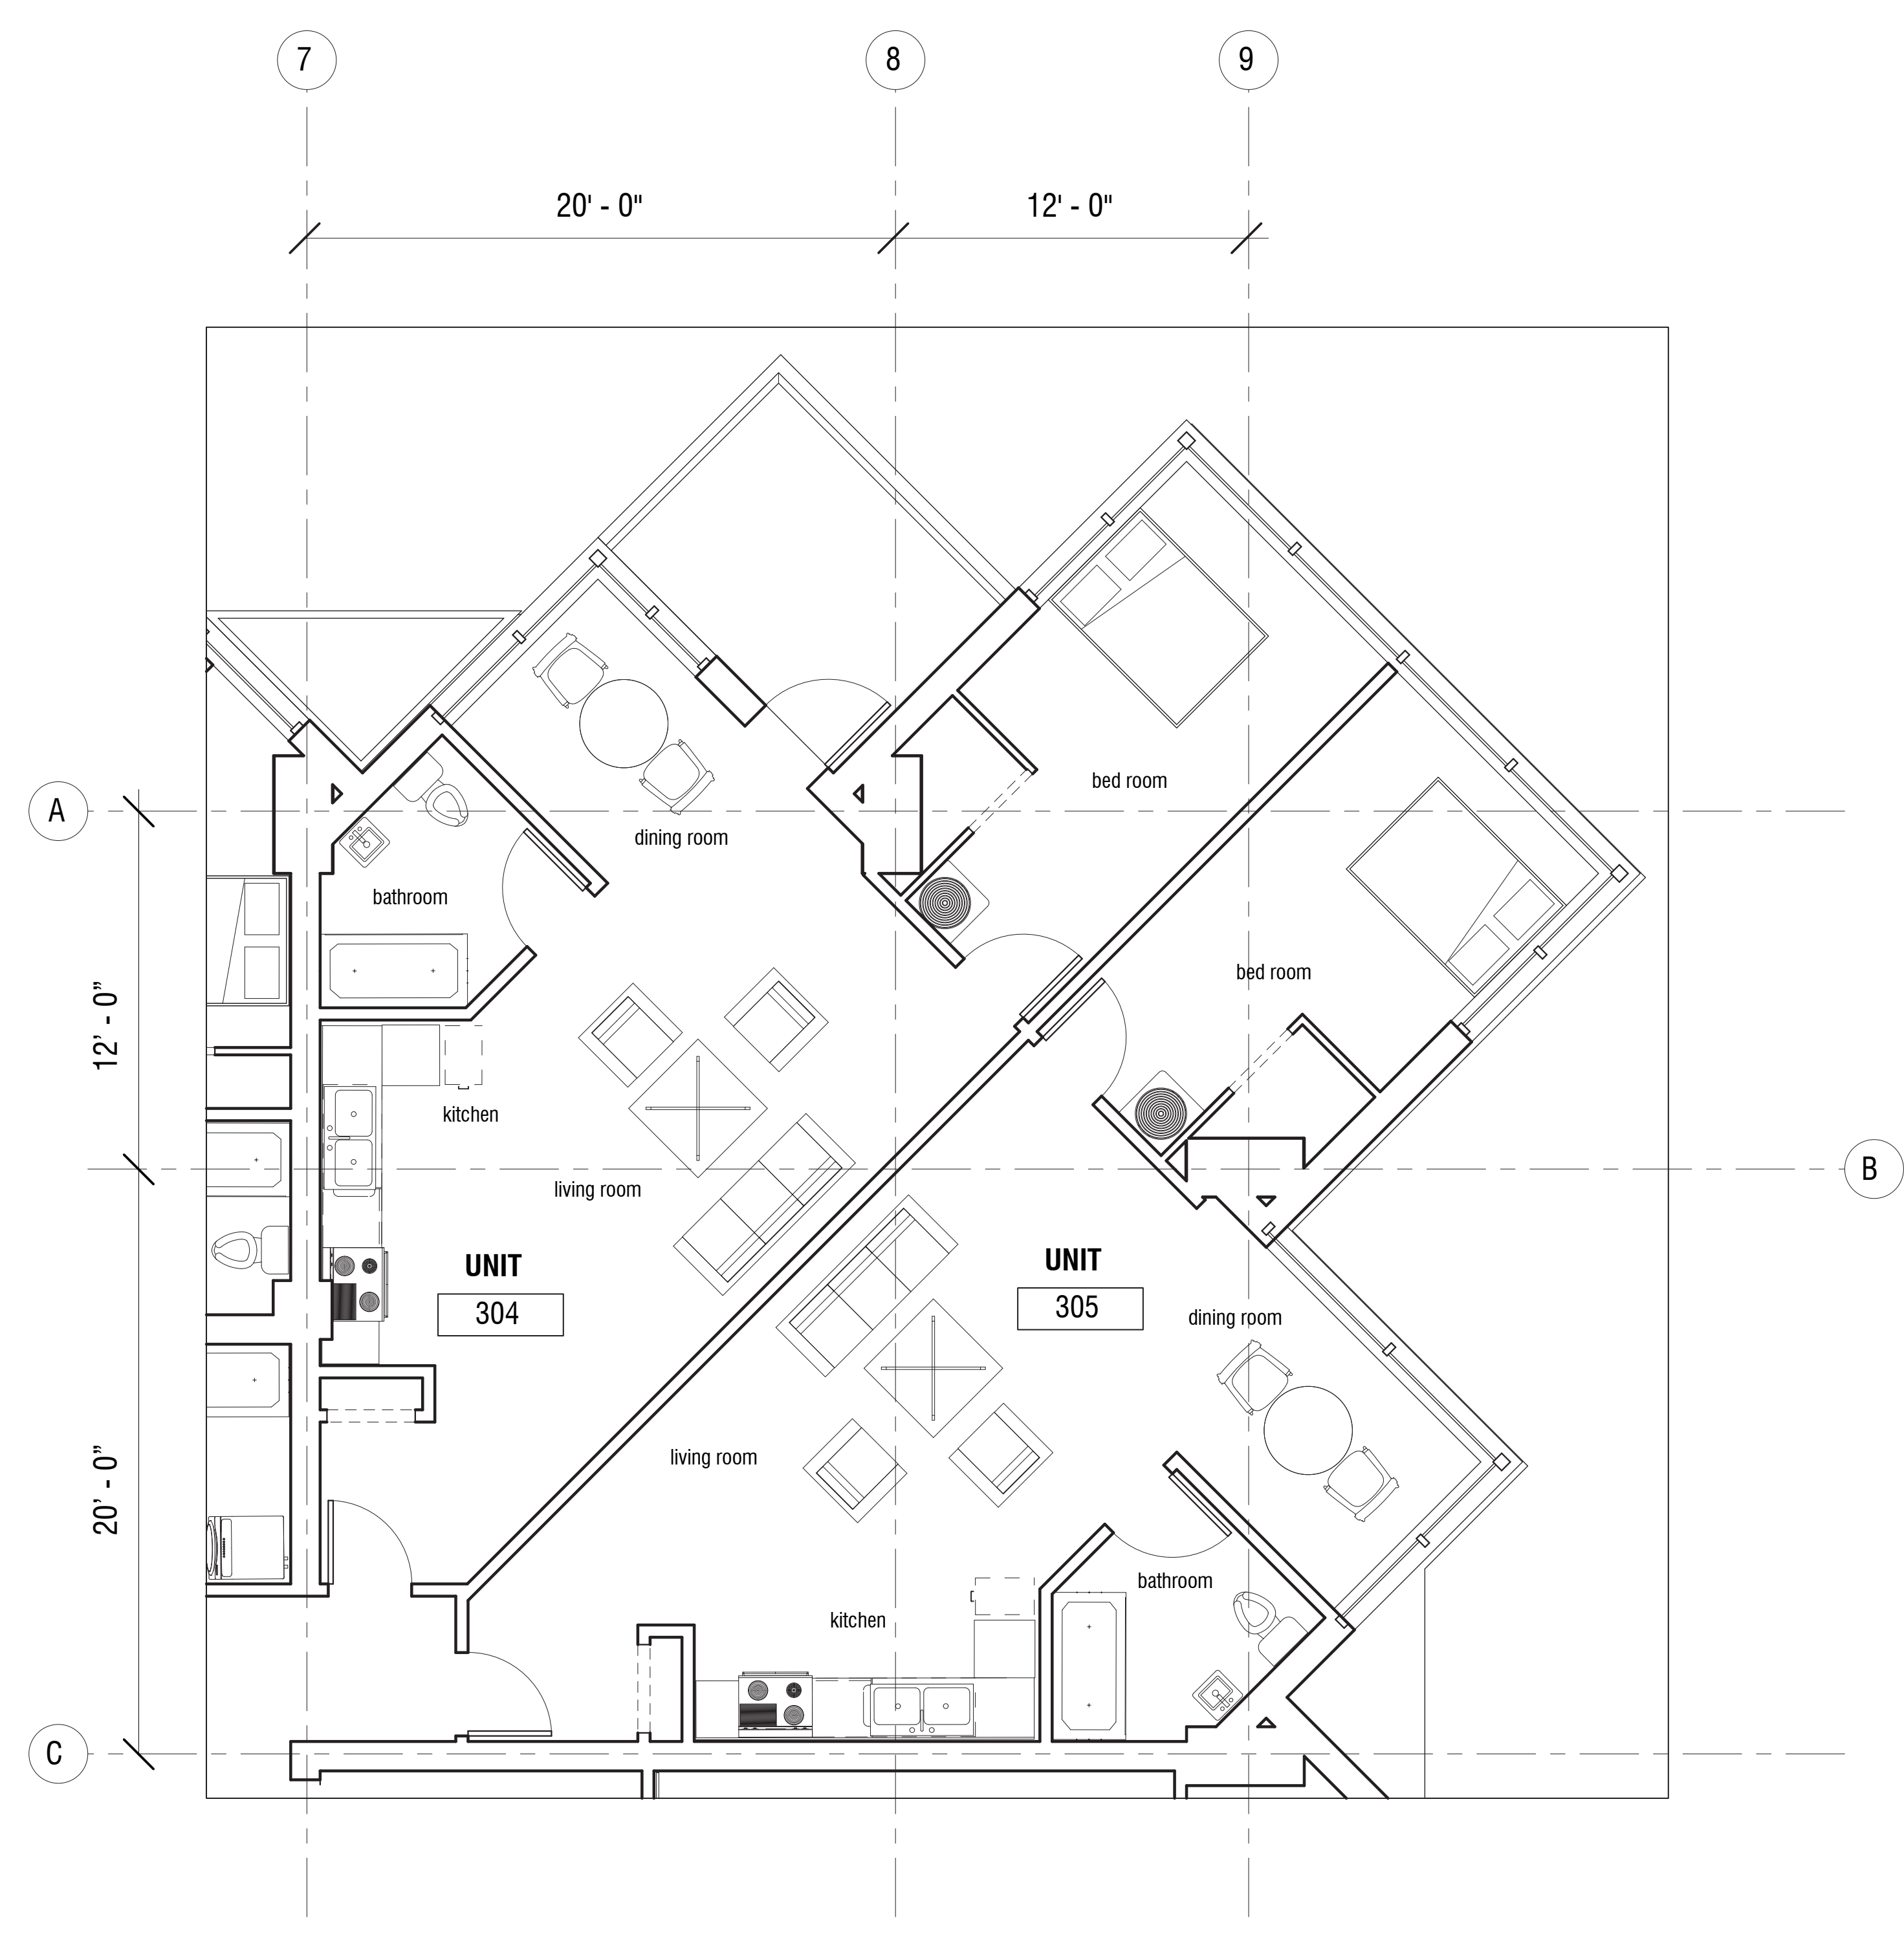 7
8
9
20' - 0"
12' - 0"
A
bed room
dining room
bathroom
bed room
12’ - 0”
kitchen
B
living room
UNIT
304
UNIT
305
dining room
living room
20’ - 0”
bathroom
kitchen
C